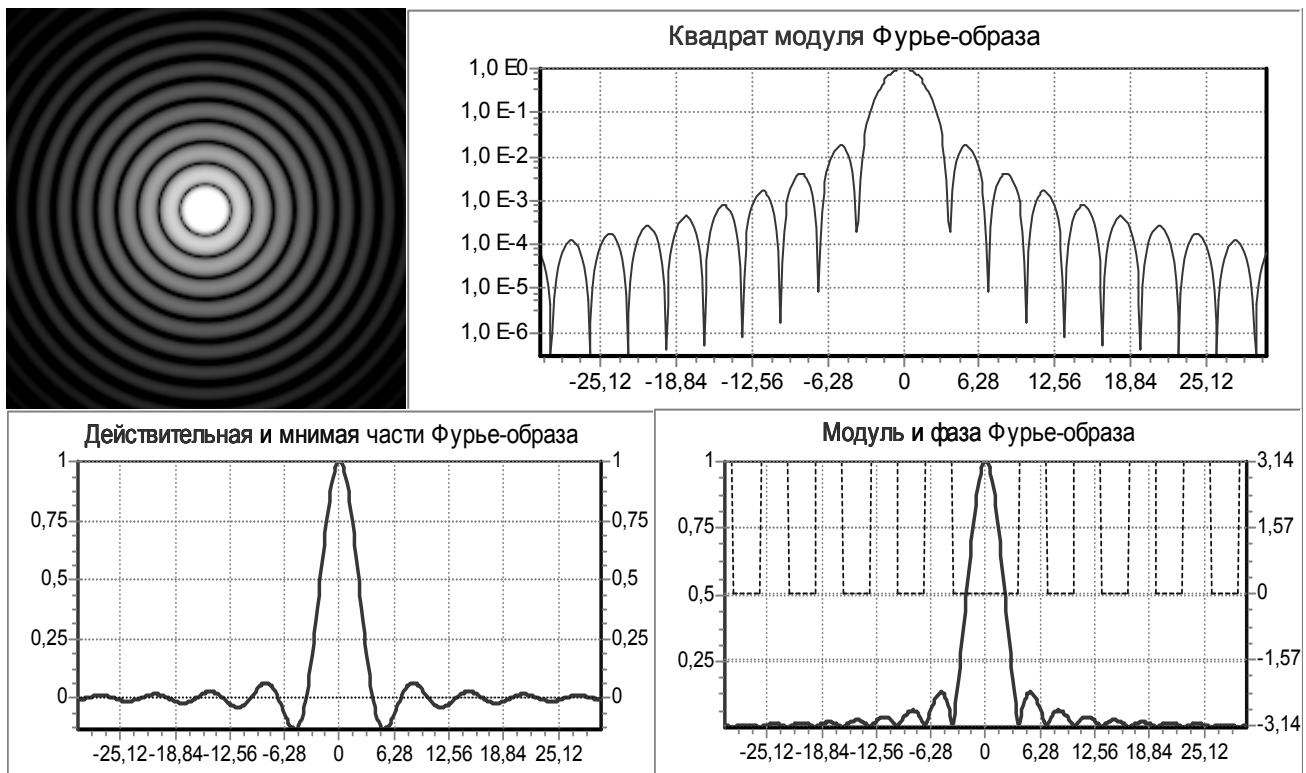 Квадрат модуля Фурье-образа
1,0 E0
1,0 E-1
1,0 E-2
1,0 E-3
1,0 E-4
1,0 E-5
1,0 E-6
-25,12 -18,84 -12,56 -6,28 0 6,28 12,56 18,84 25,12
Действительная и мнимая части Фурье-образа
1 1
0,75 0,75
0,5 0,5
0,25 0,25
0 0
-25,12 -18,84 -12,56 -6,28 0 6,28 12,56 18,84 25,12
Модуль и фаза Фурье-образа
1 3,14
0,75 1,57
0,5 0
0,25 -1,57
-3,14
-25,12 -18,84 -12,56 -6,28 0 6,28 12,56 18,84 25,12